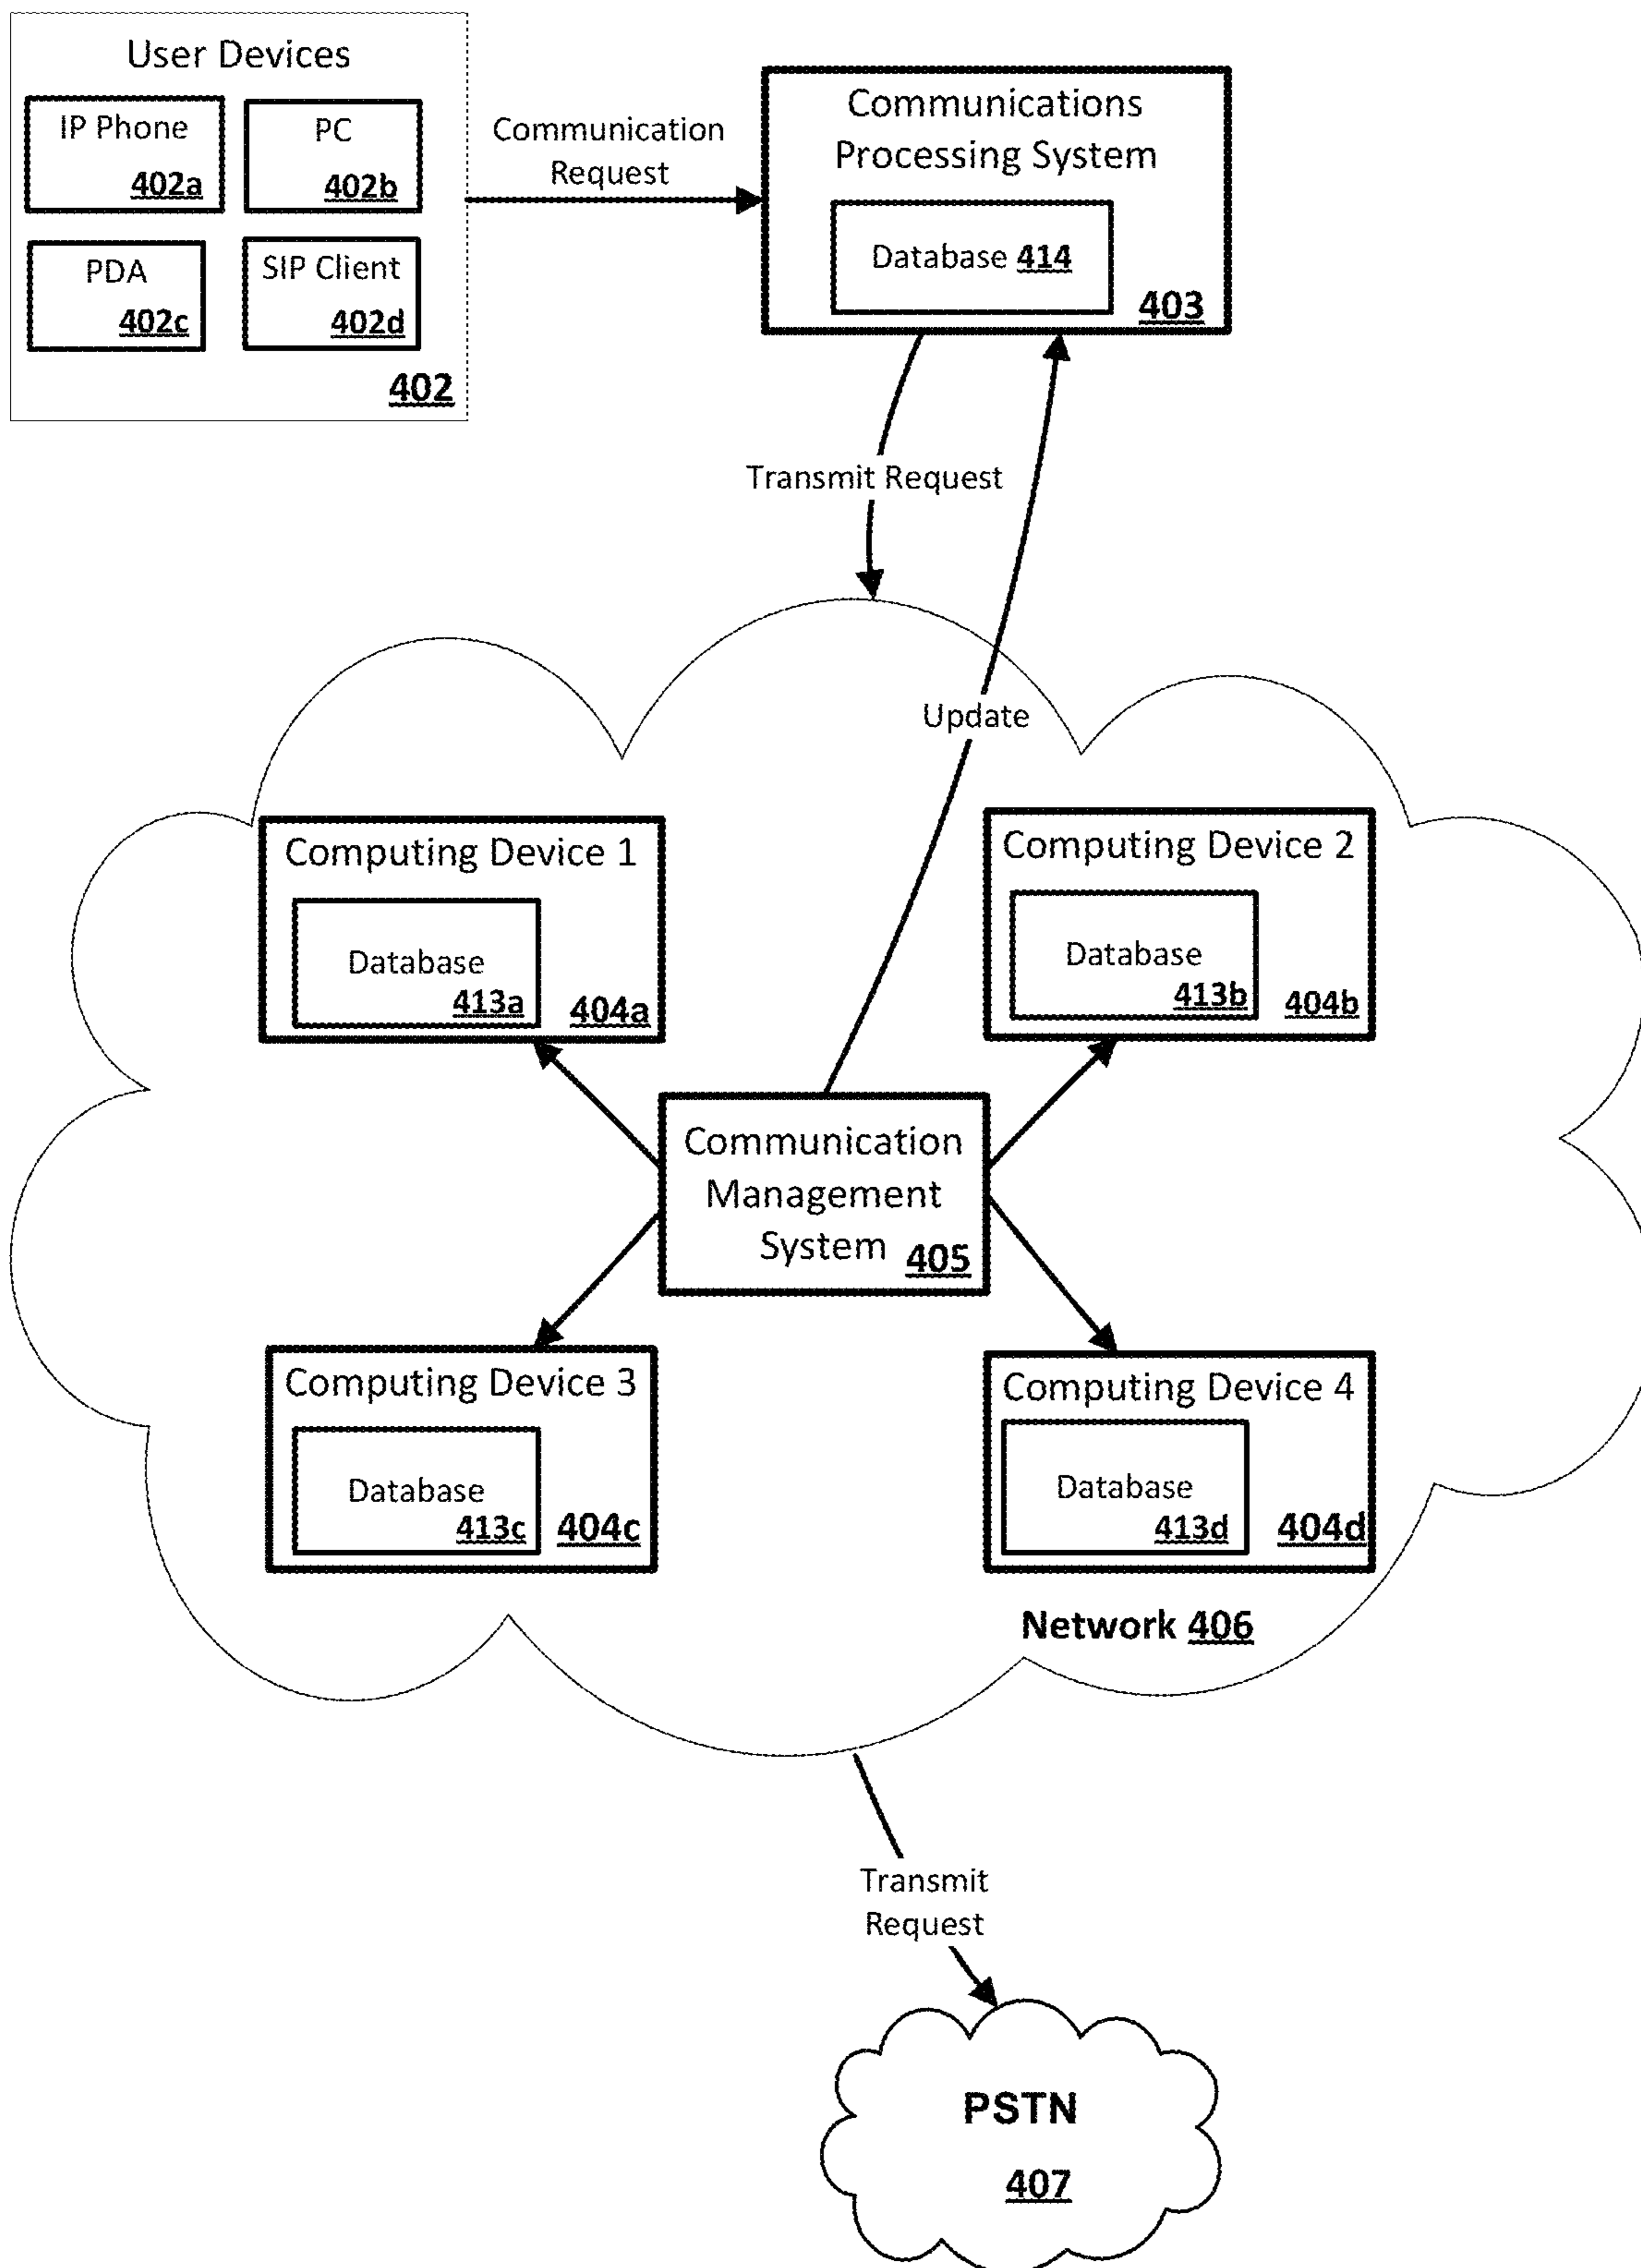 User Devices
IP Phone
402a
PC
402b
PDA
402c
SIP Client
402d
402
Communication
Request
Communications
Processing System
Database 414
403
Transmit Request
Update
Computing Device 1
Database
413a
404a
Computing Device 2
Database
413b
404b
Communication
Management
System
405
Computing Device 3
Database
413c
404c
Computing Device 4
Database
413d
404d
Network 406
Transmit
Request
PSTN
407